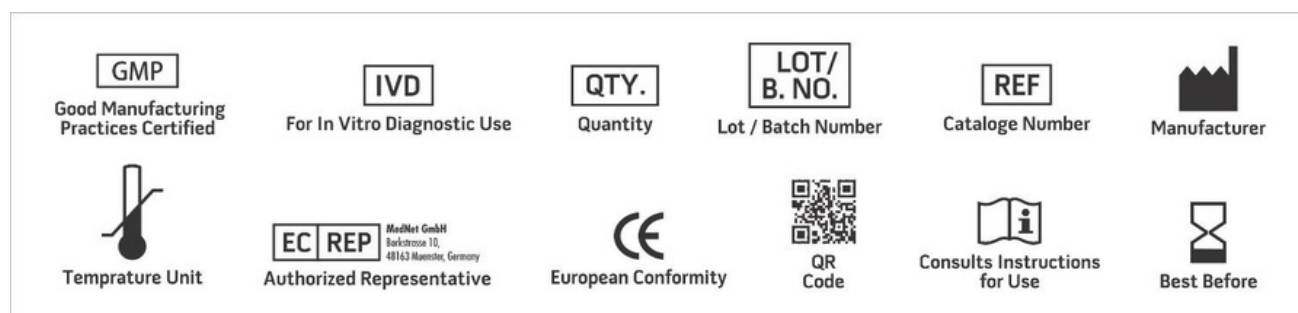 GMP
Good Manufacturing
Practices Certified
IVD
For In Vitro Diagnostic Use
QTY.
Quantity
LOT/
B. NO.
Lot / Batch Number
REF
Cataloge Number
Manufacturer
Temprature Unit
EC REP
MedNet GmbH
Borkstrasse 10,
48163 Muenster, Germany
Authorized Representative
CE
European Conformity
QR
Code
i
Consults Instructions
for Use
Best Before